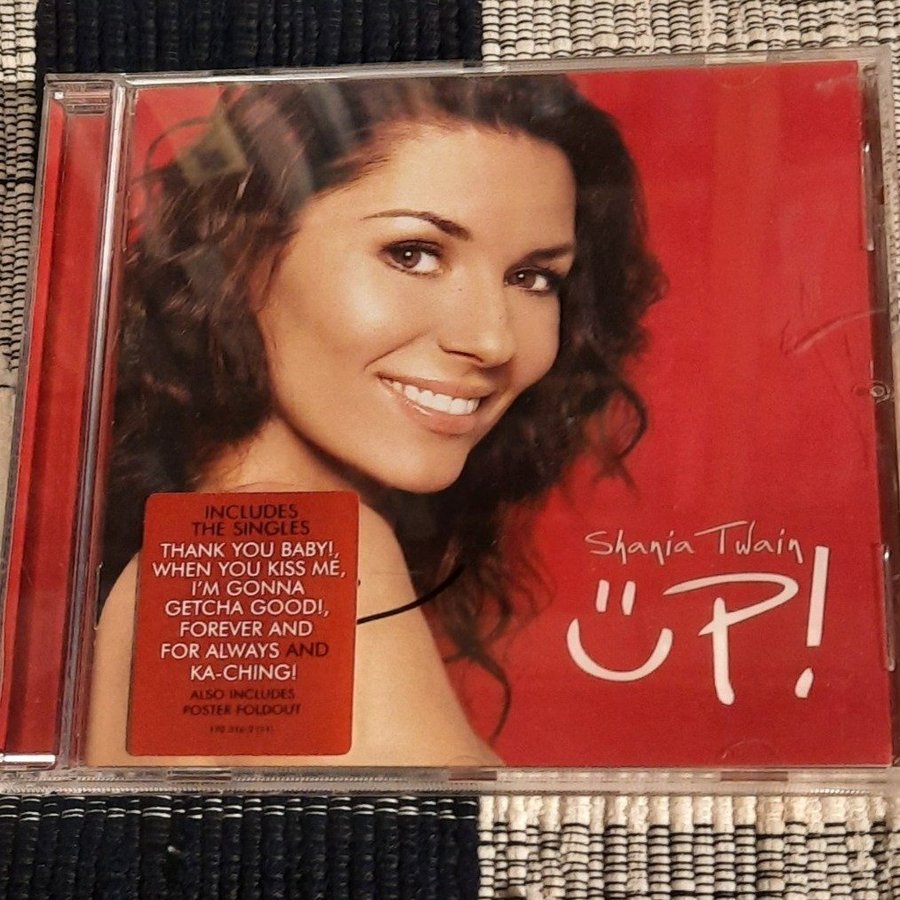 INCLUDES
THE SINGLES
THANK YOU BABY!,
WHEN YOU KISS ME,
I'M GONNA
GETCHA GOOD!,
FOREVER AND
FOR ALWAYS AND
KA-CHING!
ALSO INCLUDES
POSTER FOLDOUT
Shania Twain
UP!